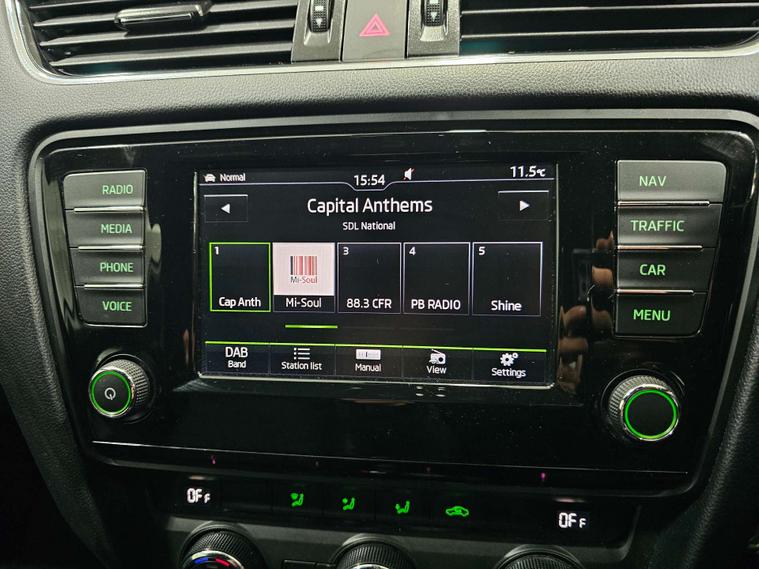 RADIO
MEDIA
PHONE
VOICE
Normal
15:54
11.5°C
Capital Anthems
SDL National
1
Cap Anth
Mi-Soul
Mi-Soul
3
88.3 CFR
4
PB RADIO
5
Shine
DAB
Band
Station list
Manual
View
Settings
NAV
TRAFFIC
CAR
MENU
OFF
OFF